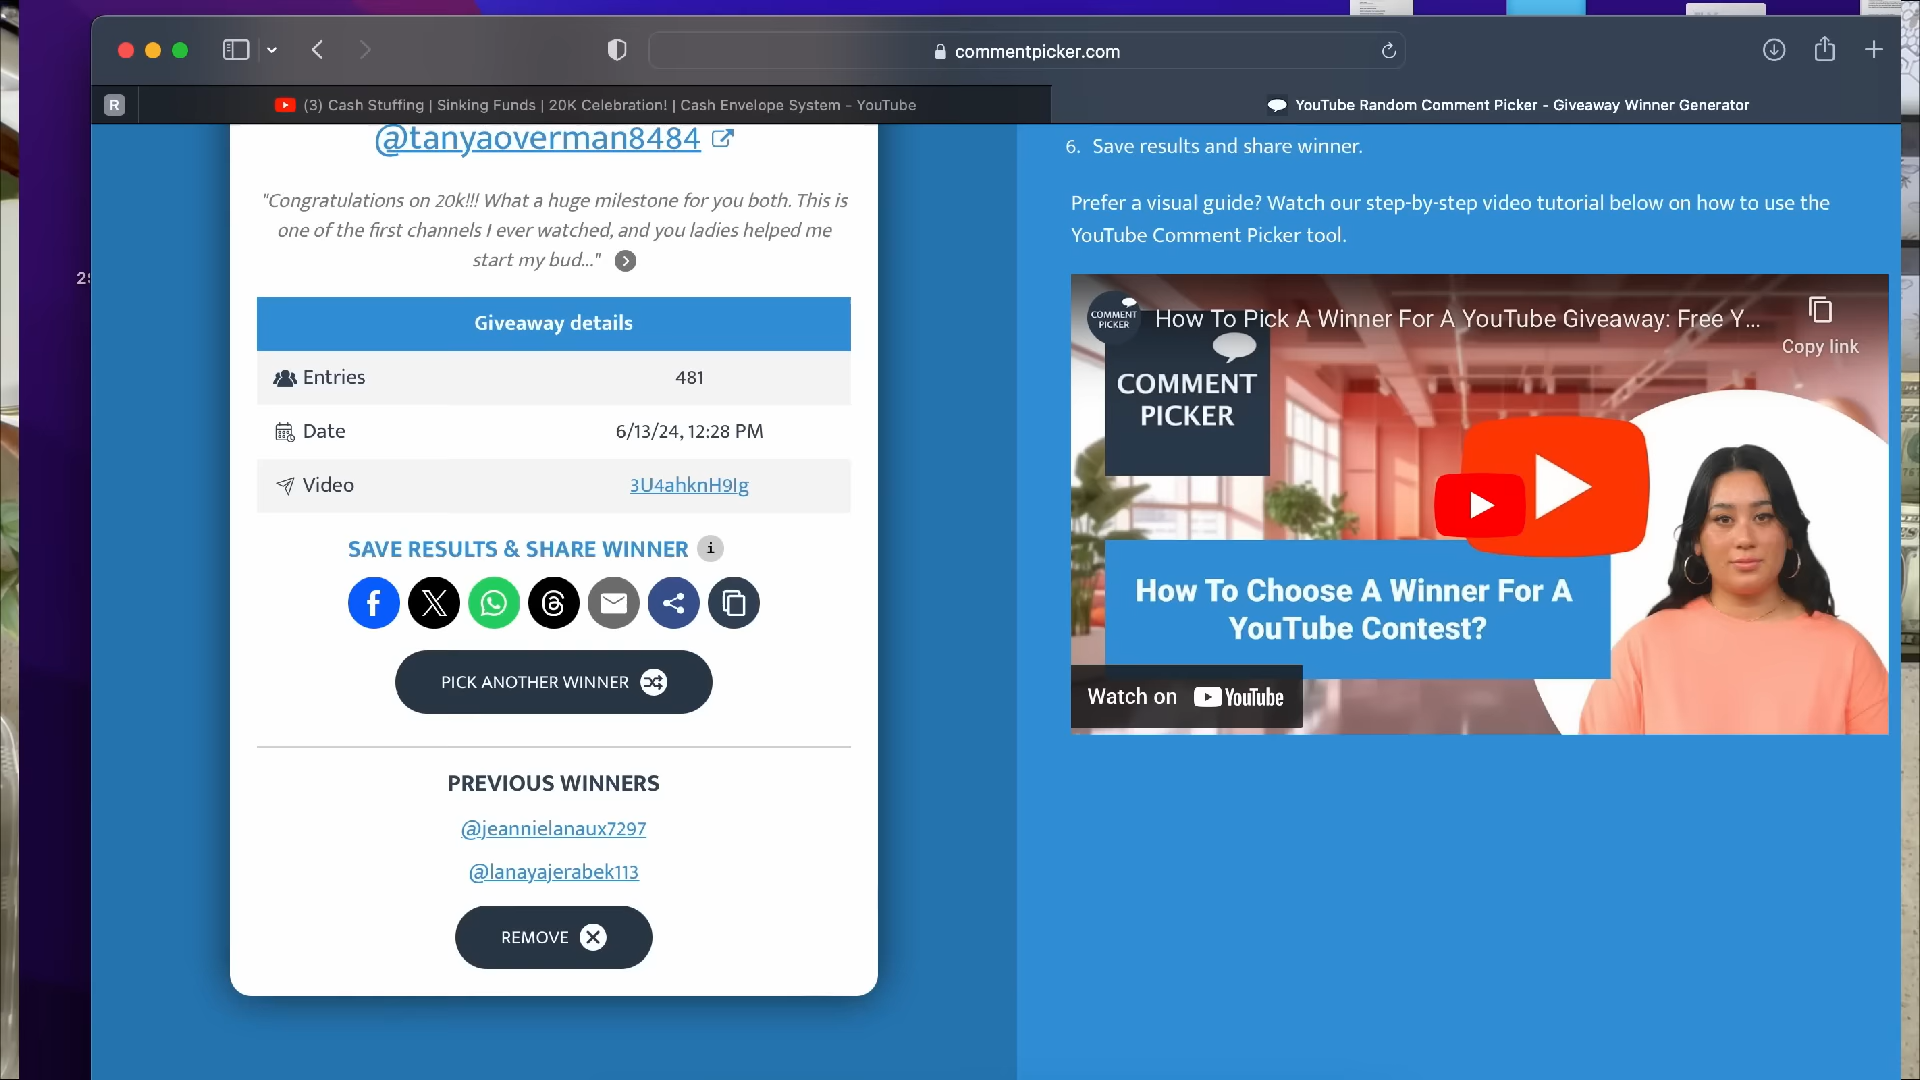 commentpicker.com
R
(3) Cash Stuffing | Sinking Funds | 20K Celebration! | Cash Envelope System - YouTube
YouTube Random Comment Picker - Giveaway Winner Generator
@tanyaoverman8484
"Congratulations on 20k!!! What a huge milestone for you both. This is
one of the first channels I ever watched, and you ladies helped me
start my bud..."
Giveaway details
Entries 481
Date 6/13/24, 12:28 PM
Video 3U4ahknH9Ig
SAVE RESULTS & SHARE WINNER i
PICK ANOTHER WINNER
PREVIOUS WINNERS
@jeannielanaux7297
@lanayajerabek113
REMOVE
6. Save results and share winner.
Prefer a visual guide? Watch our step-by-step video tutorial below on how to use the
YouTube Comment Picker tool.
COMMENT
PICKER
How To Pick A Winner For A YouTube Giveaway: Free Y...
Copy link
COMMENT
PICKER
How To Choose A Winner For A
YouTube Contest?
Watch on YouTube